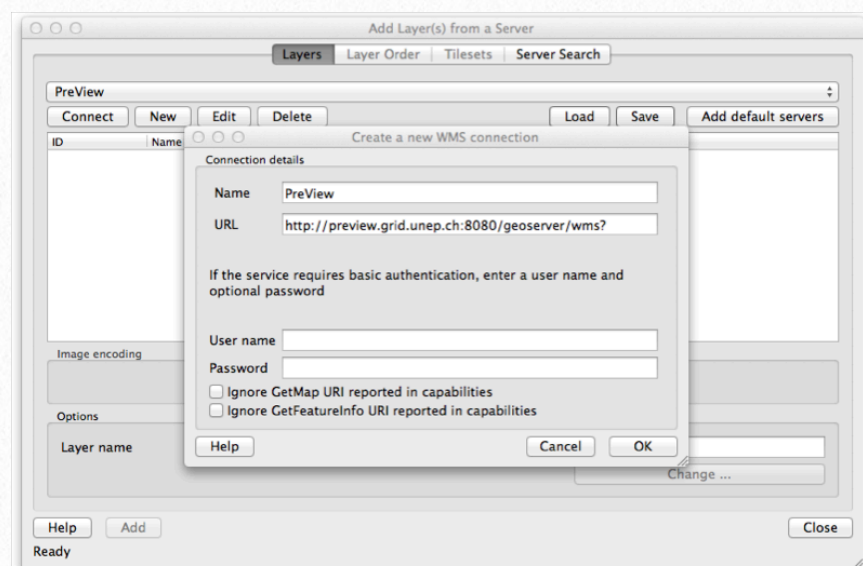 Add Layer(s) from a Server
Layers Layer Order Tilesets Server Search
PreView
Connect New Edit Delete Load Save Add default servers
ID Name
Create a new WMS connection
Connection details
Name PreView
URL http://preview.grid.unep.ch:8080/geoserver/wms?
If the service requires basic authentication, enter a user name and
optional password
User name
Password
Ignore GetMap URI reported in capabilities
Ignore GetFeatureInfo URI reported in capabilities
Help Cancel OK
Image encoding
Options
Layer name
Change ...
Help Add Close
Ready